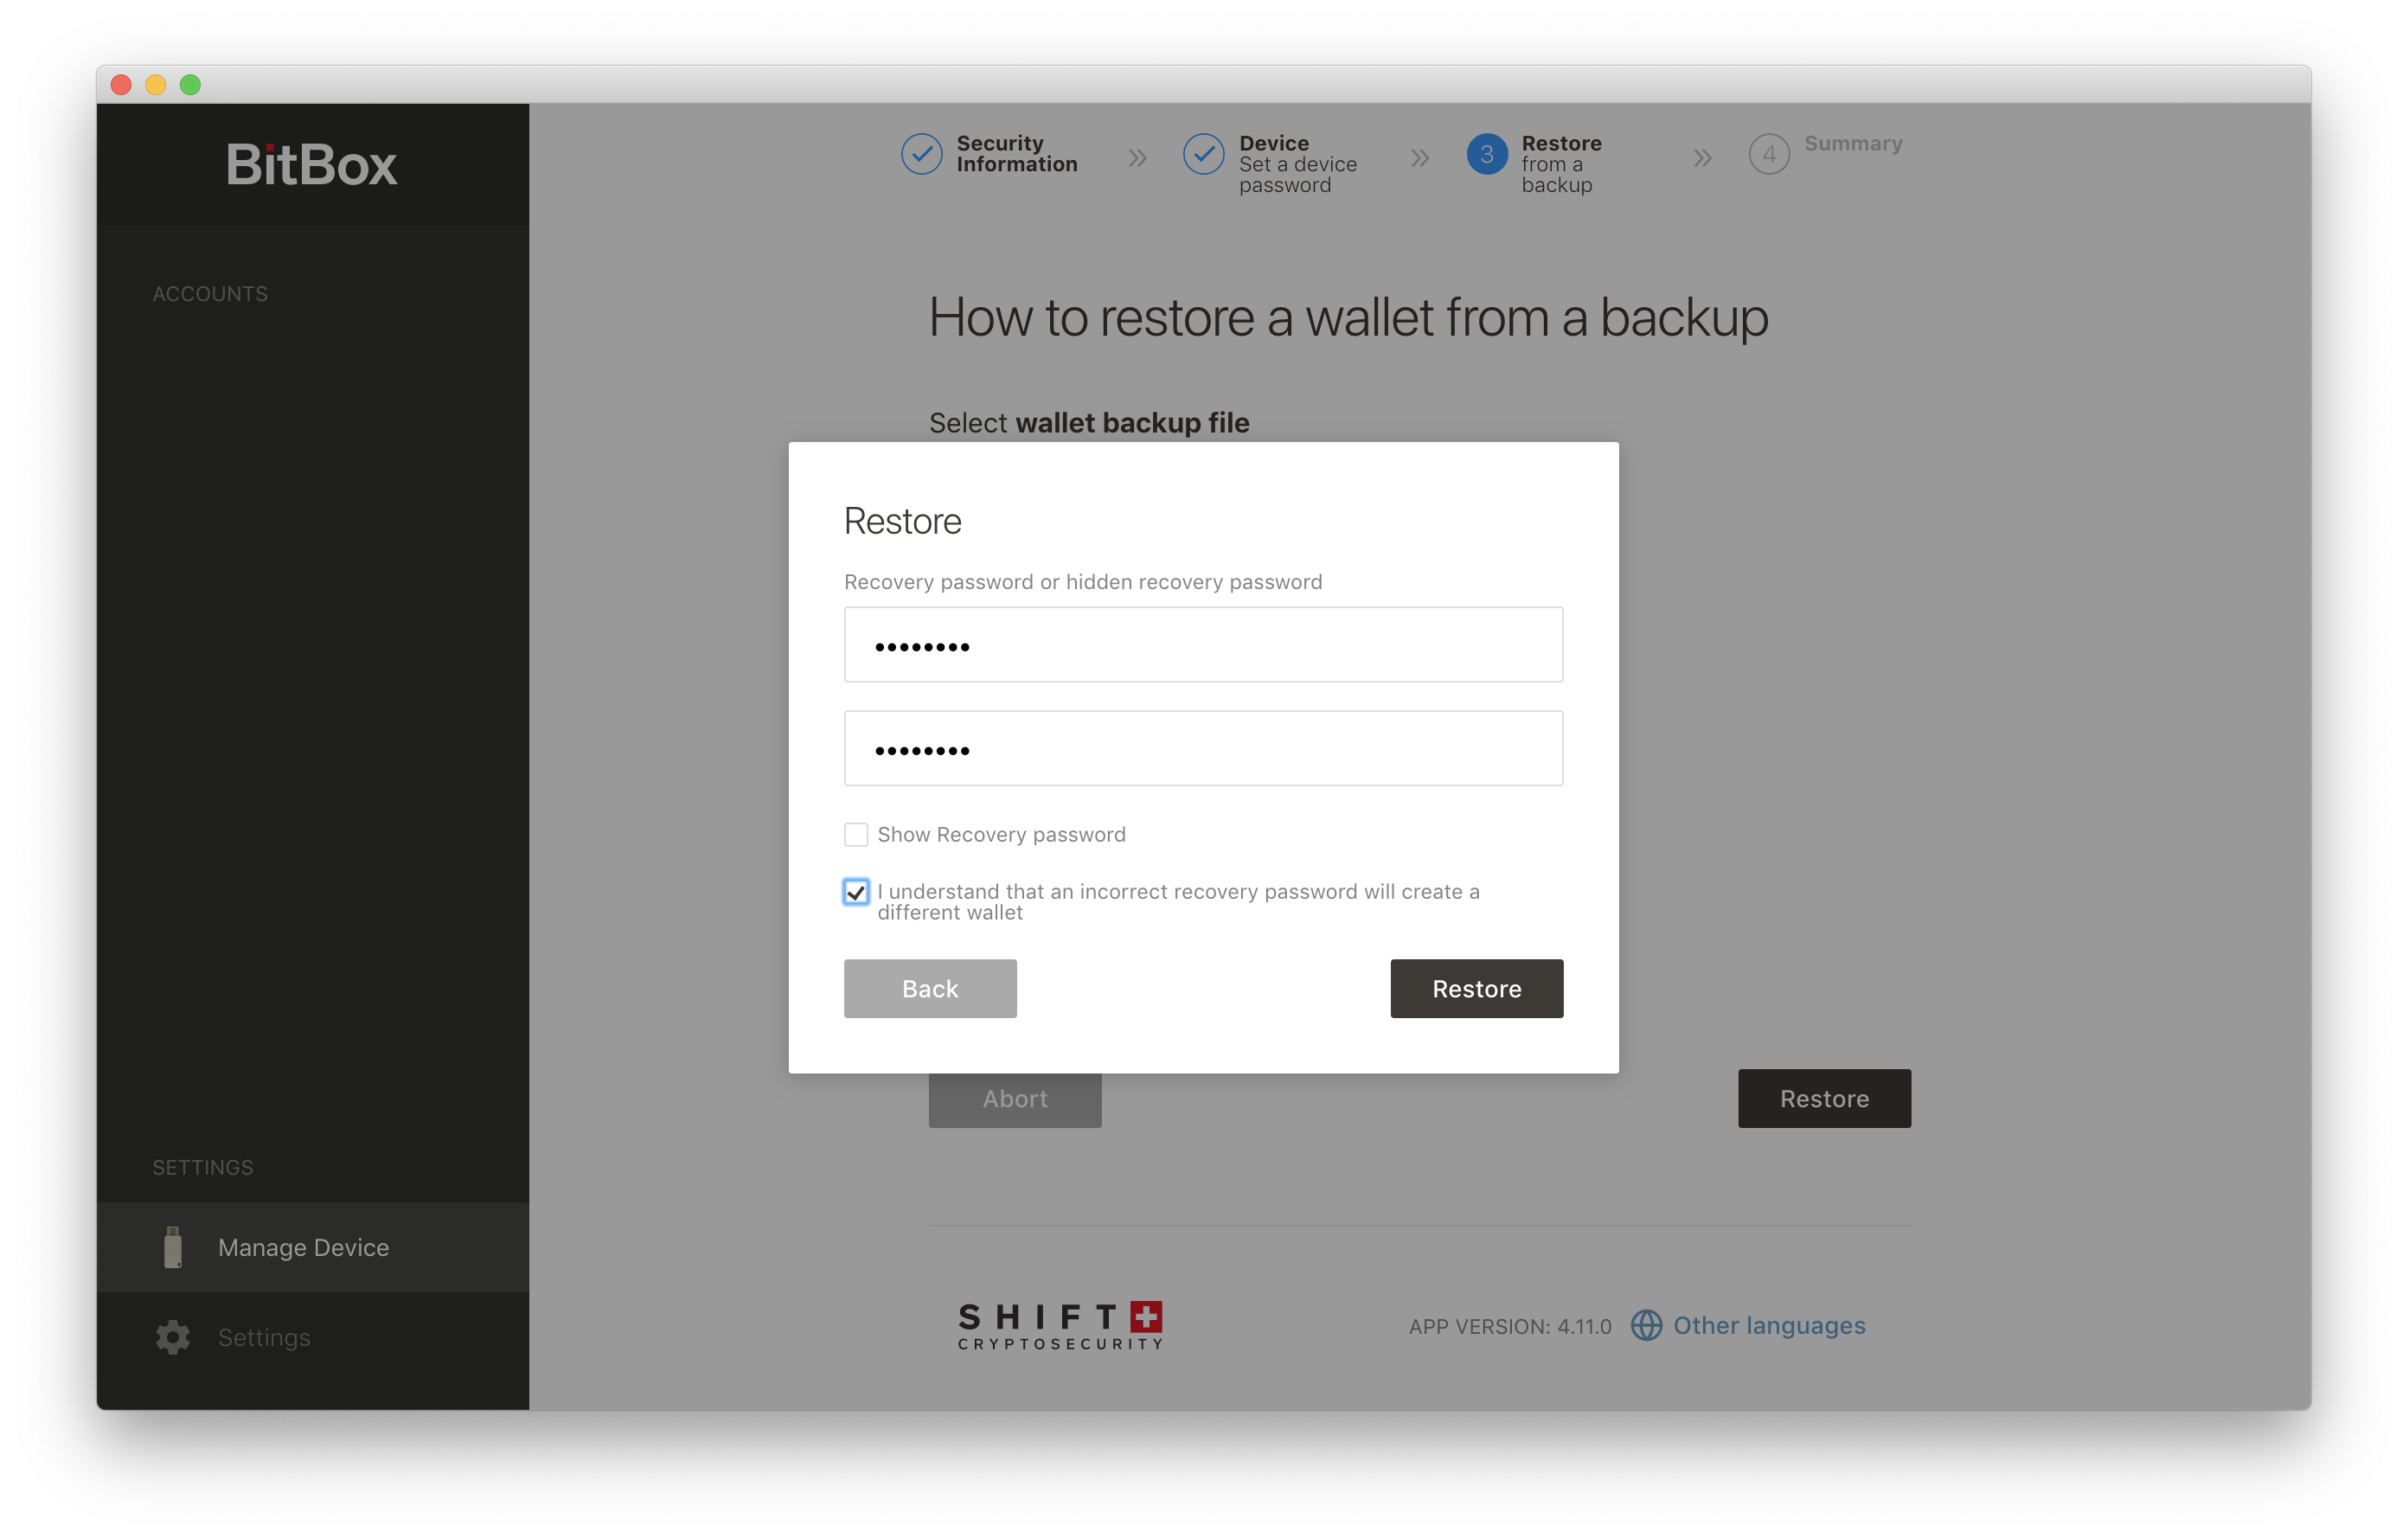 BitBox
ACCOUNTS
SETTINGS
Manage Device
Settings
Security
Information
Device
Set a device
password
3
Restore
from a
backup
4
Summary
How to restore a wallet from a backup
Select wallet backup file
Restore
Recovery password or hidden recovery password
••••••••
••••••••
Show Recovery password
I understand that an incorrect recovery password will create a
different wallet
Back
Restore
Abort
Restore
SHIFT
CRYPTOSECURITY
APP VERSION: 4.11.0
Other languages